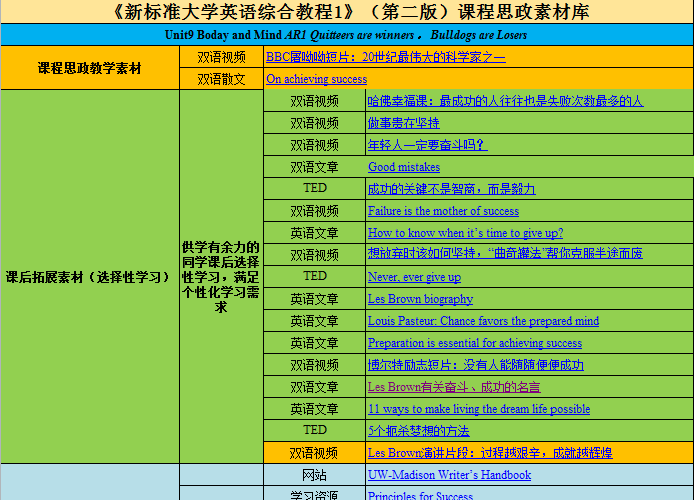 《新标准大学英语综合教程1》（第二版）课程思政素材库
Unit9 Boday and Mind AR1 Quitteers are winners . Bulldogs are Losers
课程思政教学素材
双语视频 BBC屠呦呦短片：20世纪最伟大的科学家之一
双语散文 On achieving success
课后拓展素材（选择性学习）
供学有余力的
同学课后选择
性学习，满足
个性化学习需
求
双语视频 哈佛幸福课：最成功的人往往也是失败次数最多的人
双语视频 做事贵在坚持
双语视频 年轻人一定要奋斗吗？
双语文章 Good mistakes
TED 成功的关键不是智商，而是毅力
双语视频 Failure is the mother of success
英语文章 How to know when it's time to give up?
双语视频 想放弃时该如何坚持，“曲奇罐法”帮你克服半途而废
TED Never, ever give up
英语文章 Les Brown biography
英语文章 Louis Pasteur: Chance favors the prepared mind
英语文章 Preparation is essential for achieving success
双语视频 博尔特励志短片：没有人能随随便便成功
双语文章 Les Brown有关奋斗、成功的名言
英语文章 11 ways to make living the dream life possible
TED 5个扼杀梦想的方法
双语视频 Les Brown演讲片段：过程越艰辛，成就越辉煌
网站 UW-Madison Writer's Handbook
学习资源 Principles for Success